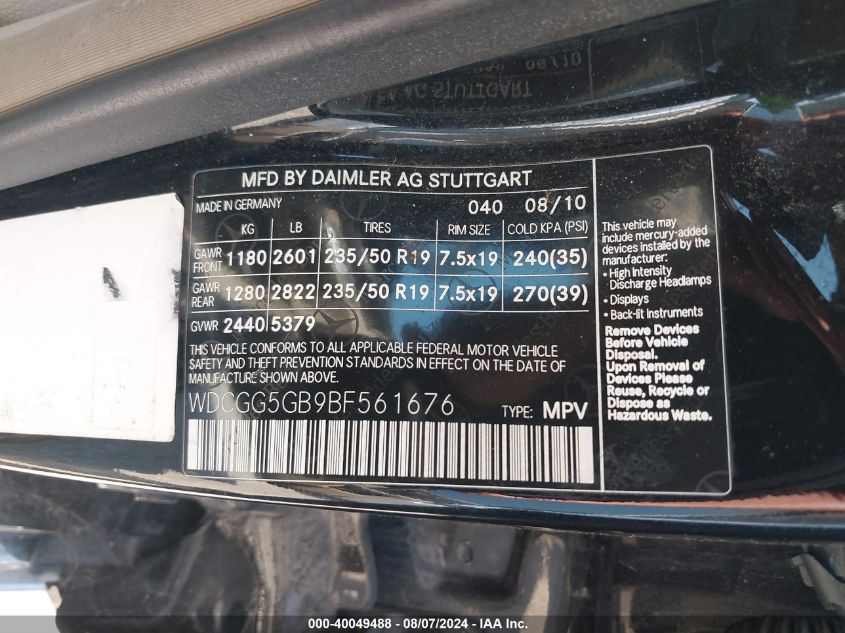 MFD BY DAIMLER AG STUTTGART
MADE IN GERMANY 040 08/10
KG LB TIRES RIM SIZE COLD KPA (PSI)
GAWR FRONT 1180 2601 235/50 R19 7.5x19 240(35)
GAWR REAR 1280 2822 235/50 R19 7.5x19 270(39)
GVWR 2440 5379
THIS VEHICLE CONFORMS TO ALL APPLICABLE FEDERAL MOTOR VEHICLE
SAFETY AND THEFT PREVENTION STANDARDS IN EFFECT ON THE DATE OF
MANUFACTURE SHOWN ABOVE
WDCGG5GB9BF561676 TYPE: MPV
This vehicle may
include mercury-added
devices installed by the
manufacturer:
• High Intensity
Discharge Headlamps
• Displays
• Back-lit Instruments
Remove Devices
Before Vehicle
Disposal.
Upon Removal of
Devices Please
Reuse, Recycle or
Dispose as
Hazardous Waste.
000-40049488 - 08/07/2024 - IAA Inc.